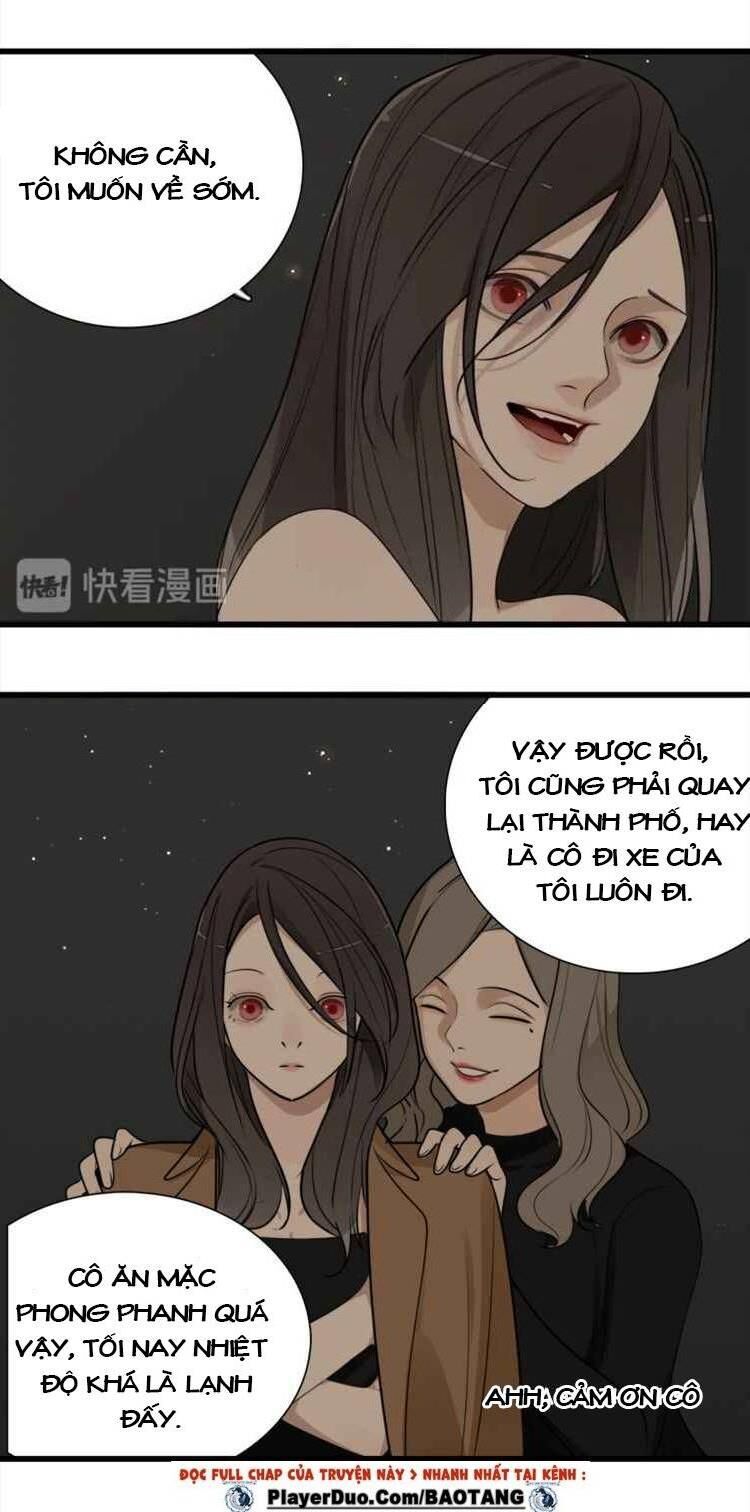 KHÔNG CẦN,
TÔI MUỐN VỀ SỚM.
快看! 快看漫画
VẬY ĐƯỢC RỒI,
TÔI CŨNG PHẢI QUAY
LẠI THÀNH PHỐ, HAY
LÀ CÔ ĐI XE CỦA
TÔI LUÔN ĐI.
CÔ ĂN MẶC
PHONG PHANH QUÁ
VẬY, TỐI NAY NHIỆT
ĐỘ KHÁ LÀ LẠNH
ĐẤY.
AHH, CẢM ƠN CÔ
ĐỌC FULL CHAP CỦA TRUYỆN NÀY > NHANH NHẤT TẠI KÊNH :
PlayerDuo.Com/BAOTANG